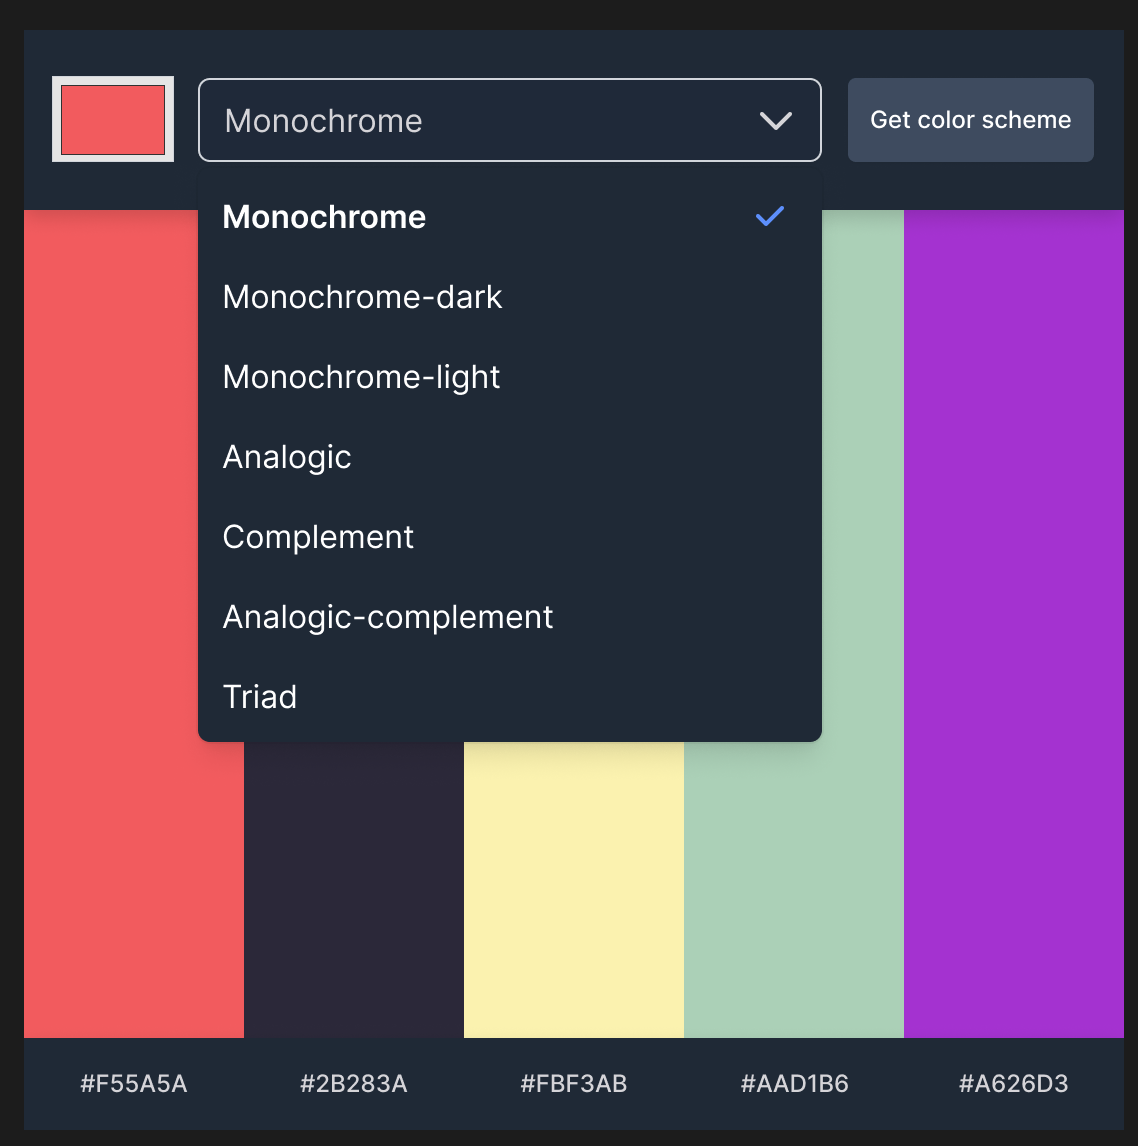 Monochrome
Get color scheme
Monochrome
Monochrome-dark
Monochrome-light
Analogic
Complement
Analogic-complement
Triad
#F55A5A
#2B283A
#FBF3AB
#AAD1B6
#A626D3